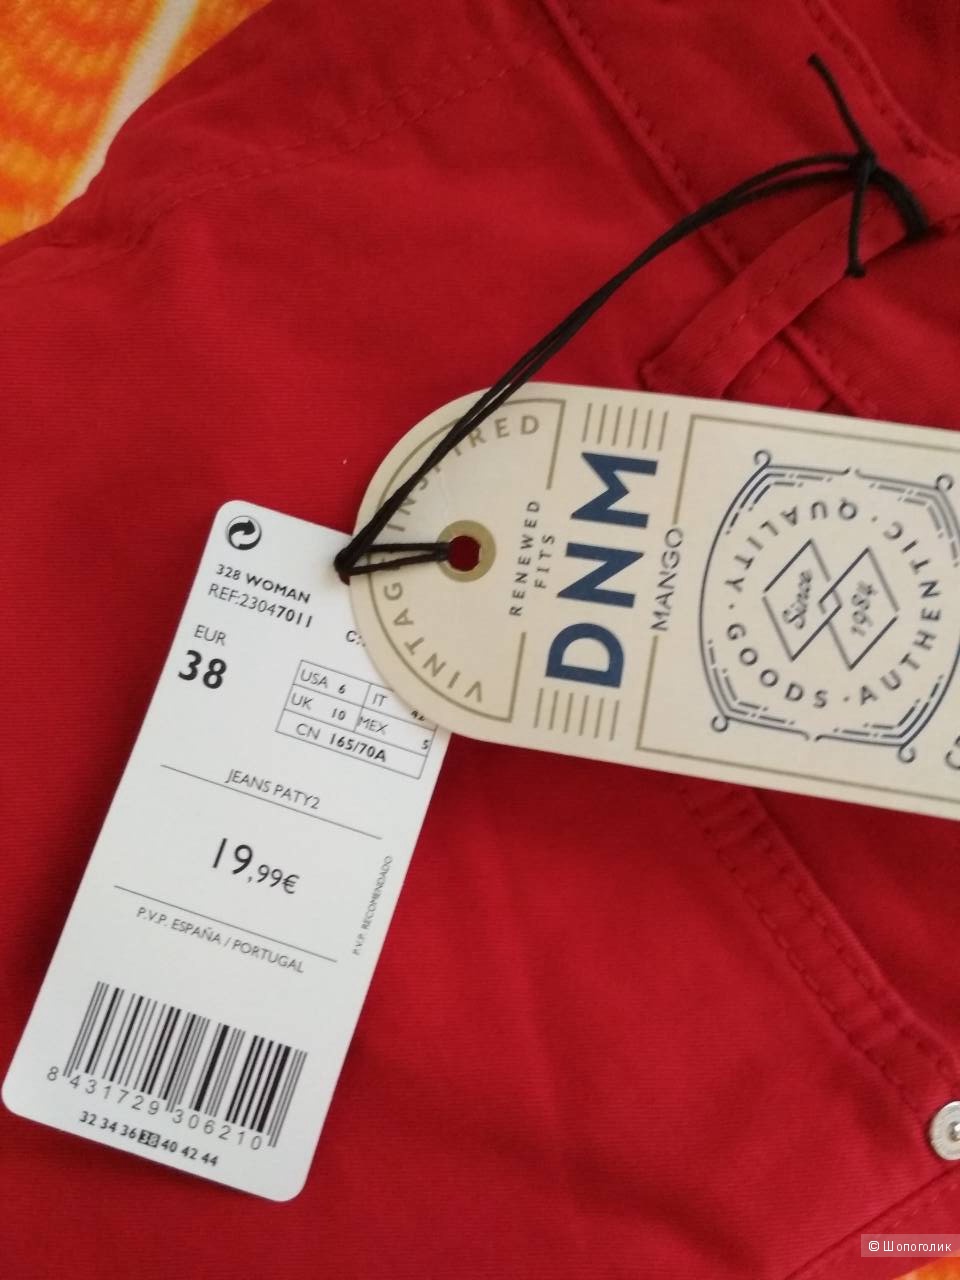 328 WOMAN
REF:23047011
C:
EUR
38
USA 6 IT
UK 10 MEX 5
CN 165/70A
JEANS PATY2
19,99€
P.V.P. RECOMENDADO
P.V.P. ESPAÑA / PORTUGAL
8 431729 306210
32 34 36 38 40 42 44
VINTAGE INSPIRED
RENEWED
FITS
DNM
MANGO
QUALITY · GOODS · AUTHENTIC ·
Since
1984
© Шопоголик